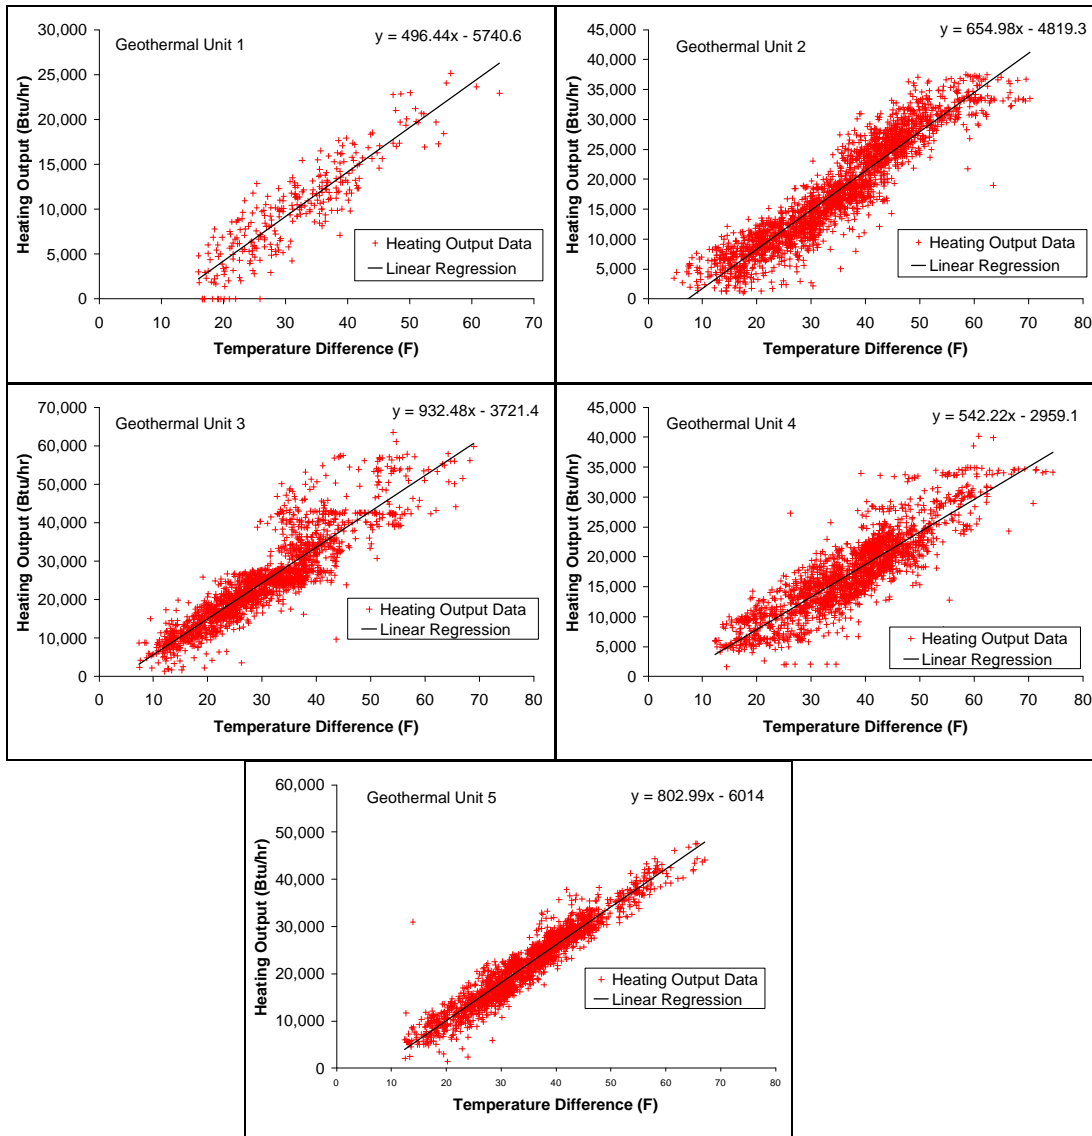 Geothermal Unit 1
y = 496.44x - 5740.6
Heating Output (Btu/hr)
30,000
25,000
20,000
15,000
10,000
5,000
0
Heating Output Data
Linear Regression
0 10 20 30 40 50 60 70
Temperature Difference (F)
Geothermal Unit 2
y = 654.98x - 4819.3
Heating Output (Btu/hr)
45,000
40,000
35,000
30,000
25,000
20,000
15,000
10,000
5,000
0
Heating Output Data
Linear Regression
0 10 20 30 40 50 60 70 80
Temperature Difference (F)
Geothermal Unit 3
y = 932.48x - 3721.4
Heating Output (Btu/hr)
70,000
60,000
50,000
40,000
30,000
20,000
10,000
0
Heating Output Data
Linear Regression
0 10 20 30 40 50 60 70 80
Temperature Difference (F)
Geothermal Unit 4
y = 542.22x - 2959.1
Heating Output (Btu/hr)
45,000
40,000
35,000
30,000
25,000
20,000
15,000
10,000
5,000
0
Heating Output Data
Linear Regression
0 10 20 30 40 50 60 70 80
Temperature Difference (F)
Geothermal Unit 5
y = 802.99x - 6014
Heating Output (Btu/hr)
60,000
50,000
40,000
30,000
20,000
10,000
0
Heating Output Data
Linear Regression
0 10 20 30 40 50 60 70 80
Temperature Difference (F)